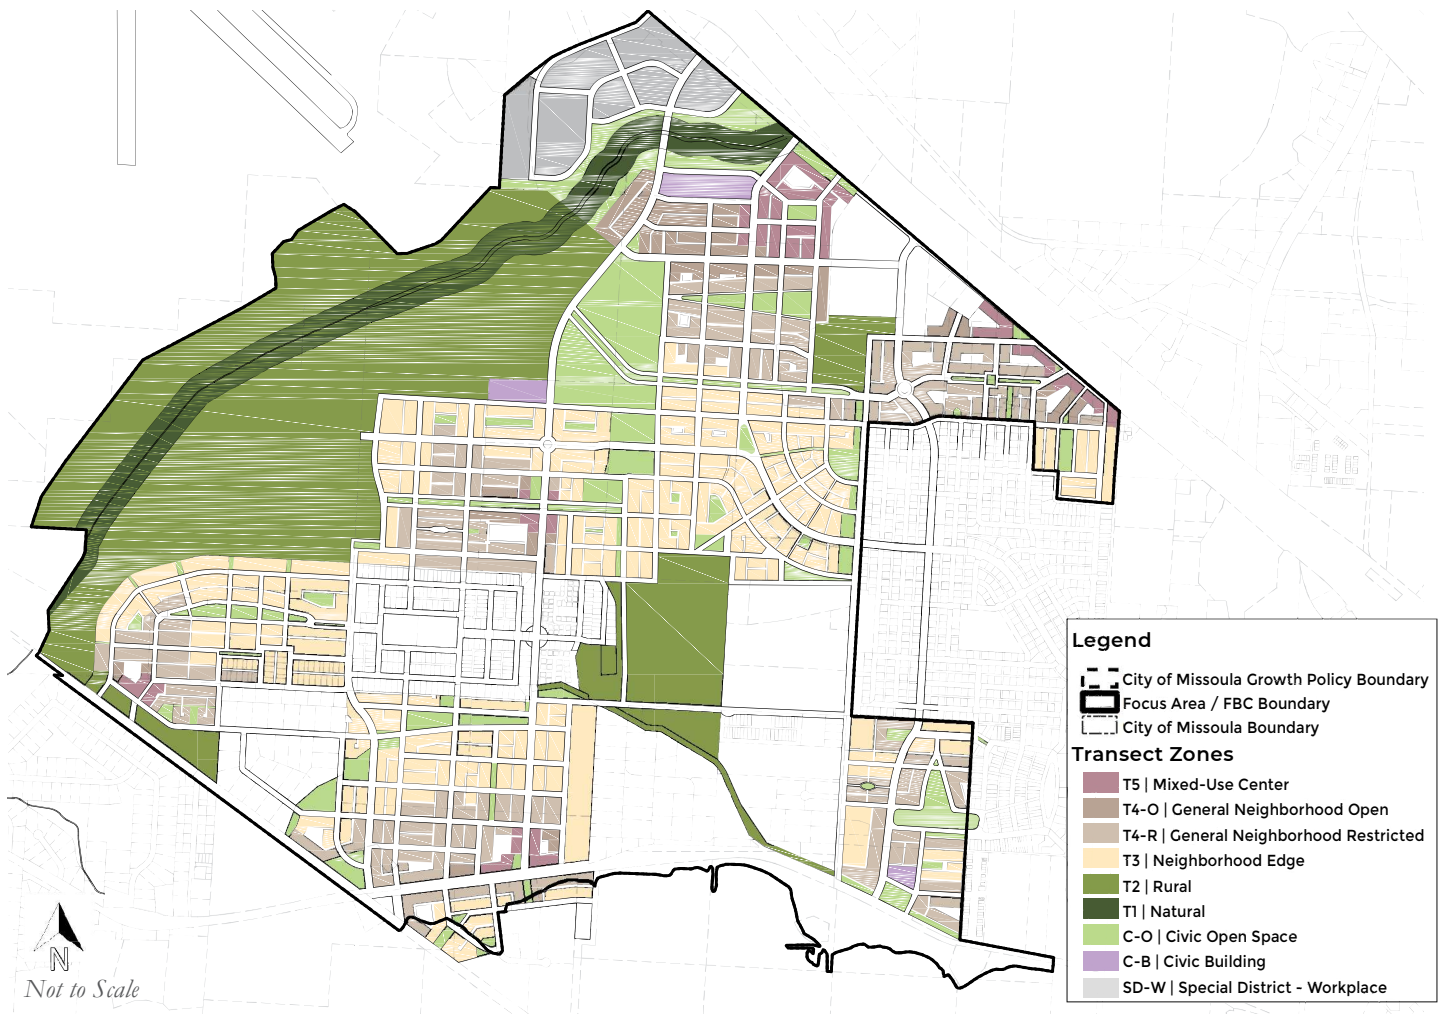 Legend
City of Missoula Growth Policy Boundary
Focus Area / FBC Boundary
City of Missoula Boundary
Transect Zones
T5 | Mixed-Use Center
T4-O | General Neighborhood Open
T4-R | General Neighborhood Restricted
T3 | Neighborhood Edge
T2 | Rural
T1 | Natural
C-O | Civic Open Space
C-B | Civic Building
SD-W | Special District - Workplace
N
Not to Scale